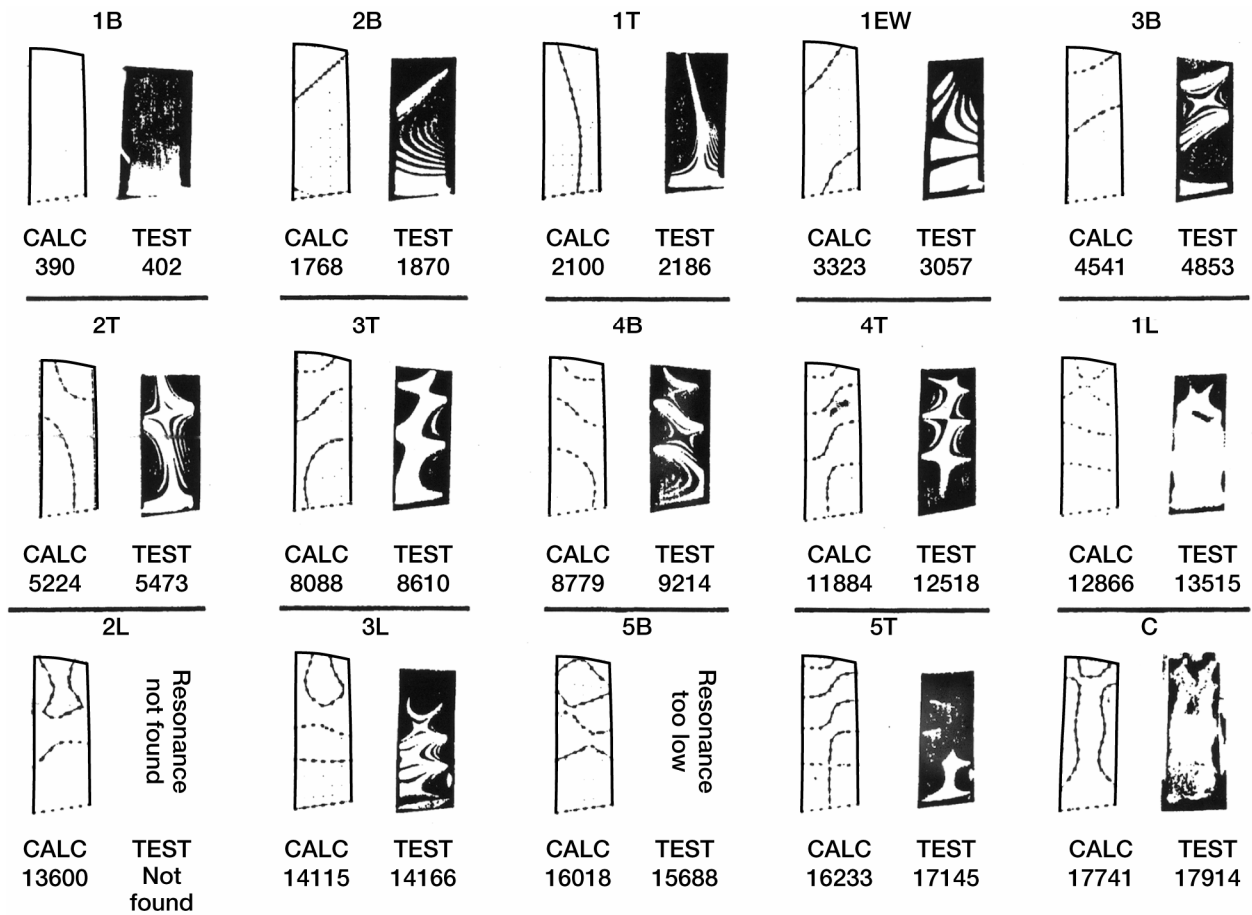 1B
2B
1T
1EW
3B
CALC TEST
390 402
CALC TEST
1768 1870
CALC TEST
2100 2186
CALC TEST
3323 3057
CALC TEST
4541 4853
2T
3T
4B
4T
1L
CALC TEST
5224 5473
CALC TEST
8088 8610
CALC TEST
8779 9214
CALC TEST
11884 12518
CALC TEST
12866 13515
2L
3L
5B
5T
C
Resonance
not found
Resonance
too low
CALC TEST
13600 Not
found
CALC TEST
14115 14166
CALC TEST
16018 15688
CALC TEST
16233 17145
CALC TEST
17741 17914